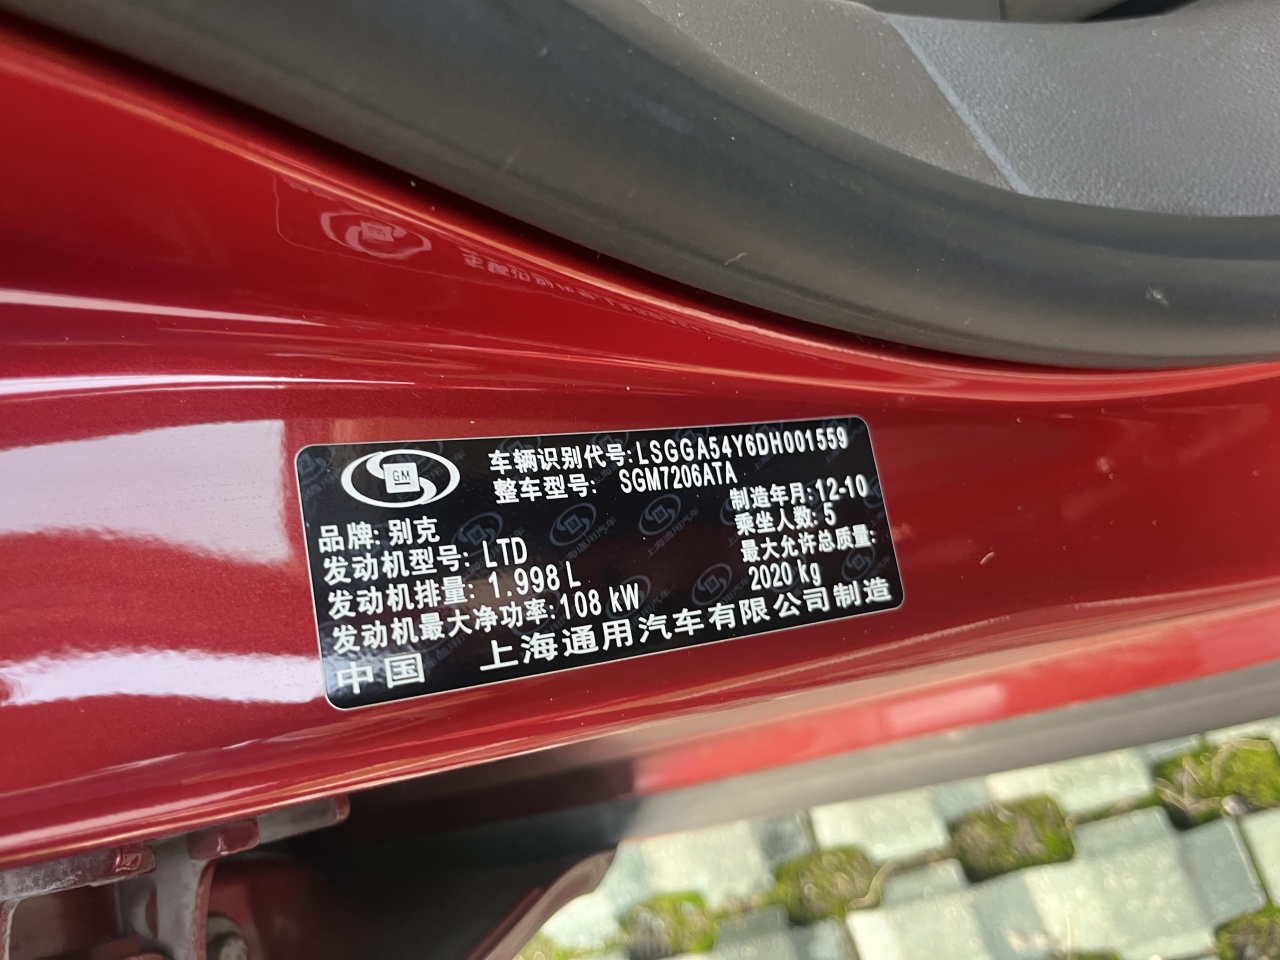 GM
车辆识别代号: LSGGA54Y6DH001559
整车型号: SGM7206ATA
品牌: 别克
制造年月: 12-10
发动机型号: LTD
乘坐人数: 5
发动机排量: 1.998 L
最大允许总质量:
2020 kg
发动机最大净功率: 108 kW
中国 上海通用汽车有限公司制造